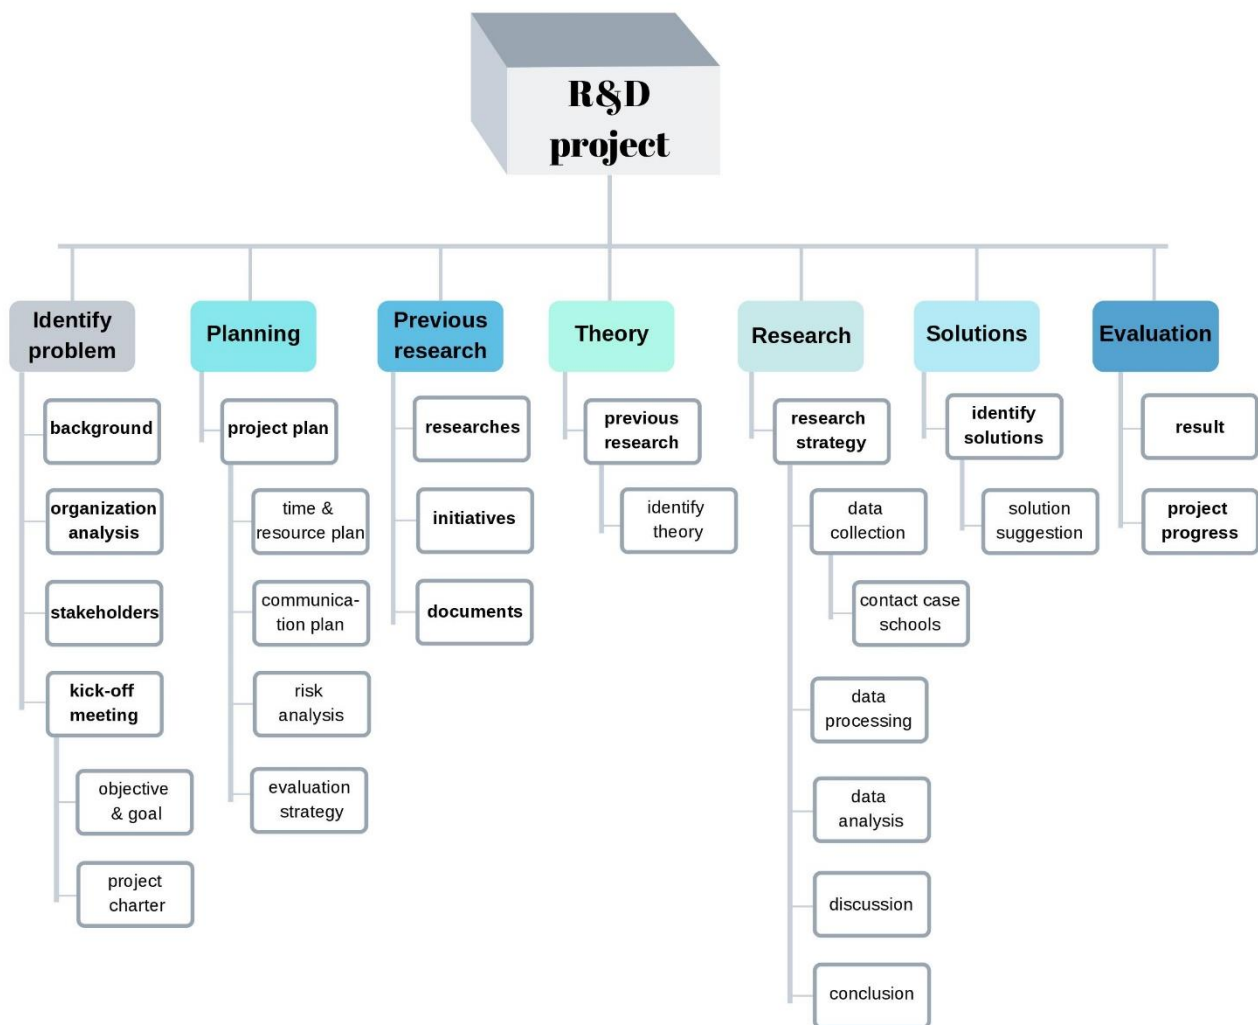 R&D
project
Identify
problem
background
organization
analysis
stakeholders
kick-off
meeting
objective
& goal
project
charter
Planning
project plan
time &
resource plan
communica-
tion plan
risk
analysis
evaluation
strategy
Previous
research
researches
initiatives
documents
Theory
previous
research
identify
theory
Research
research
strategy
data
collection
contact case
schools
data
processing
data
analysis
discussion
conclusion
Solutions
identify
solutions
solution
suggestion
Evaluation
result
project
progress